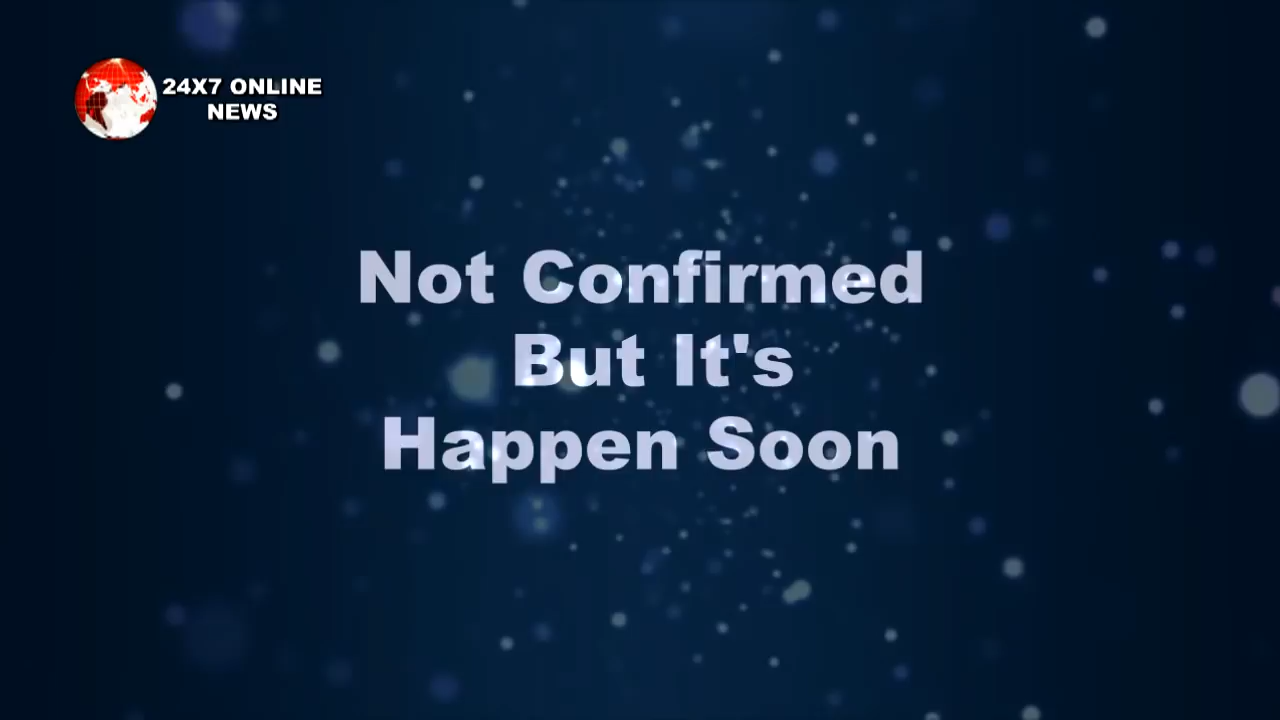 24X7 ONLINE
NEWS
Not Confirmed
But It's
Happen Soon